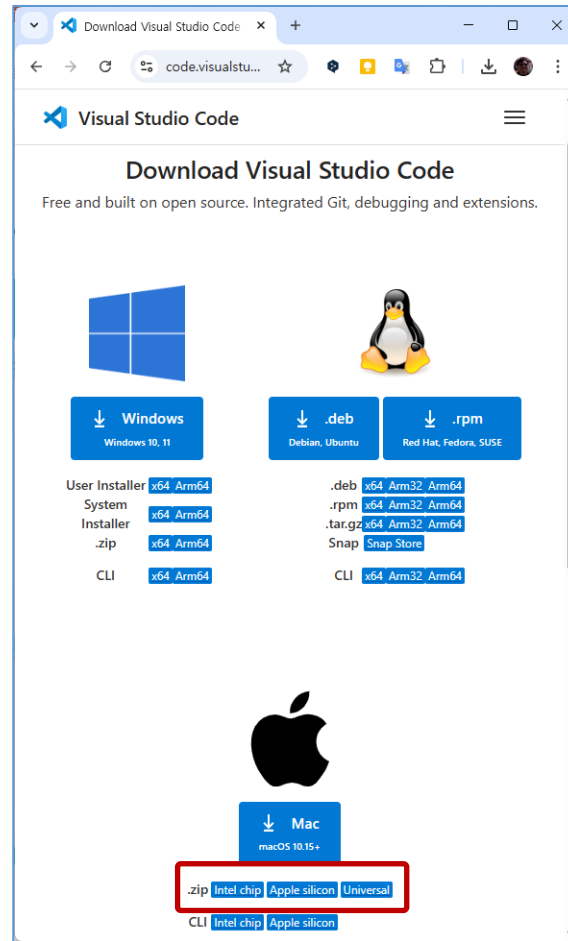 Download Visual Studio Code
code.visualstu...
Visual Studio Code
Download Visual Studio Code
Free and built on open source. Integrated Git, debugging and extensions.
Windows
Windows 10, 11
.deb
Debian, Ubuntu
.rpm
Red Hat, Fedora, SUSE
User Installer x64 Arm64
System
Installer x64 Arm64
.zip x64 Arm64
CLI x64 Arm64
.deb x64 Arm32 Arm64
.rpm x64 Arm32 Arm64
.tar.gz x64 Arm32 Arm64
Snap Snap Store
CLI x64 Arm32 Arm64
Mac
macOS 10.15+
.zip Intel chip Apple silicon Universal
CLI Intel chip Apple silicon